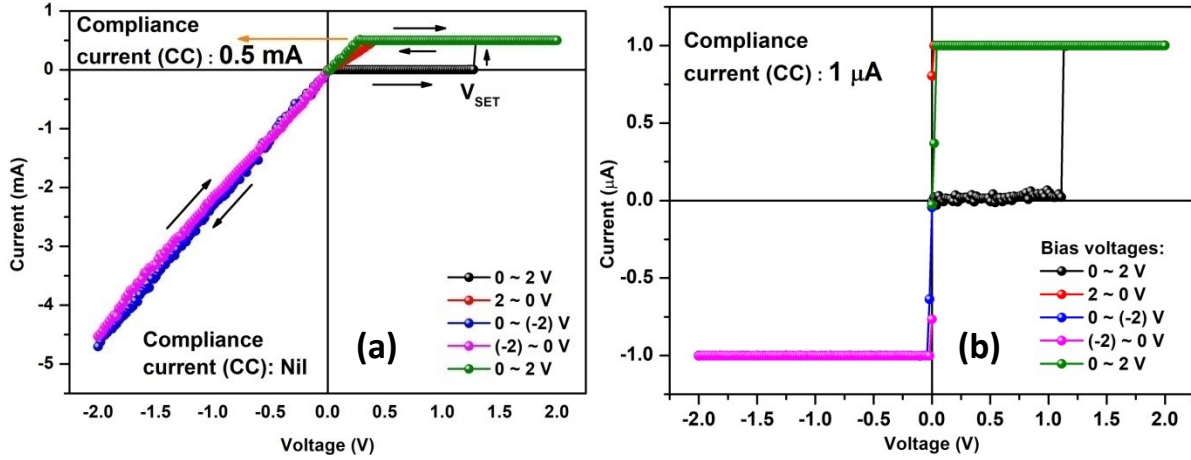 Compliance
current (CC) : 0.5 mA
V_SET
Compliance
current (CC): Nil
(a)
0 ~ 2 V
2 ~ 0 V
0 ~ (-2) V
(-2) ~ 0 V
0 ~ 2 V
1
0
-1
-2
-3
-4
-5
Current (mA)
-2.0 -1.5 -1.0 -0.5 0.0 0.5 1.0 1.5 2.0
Voltage (V)
Compliance
current (CC) : 1 μA
Bias voltages:
0 ~ 2 V
2 ~ 0 V
0 ~ (-2) V
(-2) ~ 0 V
0 ~ 2 V
(b)
1.0
0.5
0.0
-0.5
-1.0
Current (μA)
-2.0 -1.5 -1.0 -0.5 0.0 0.5 1.0 1.5 2.0
Voltage (V)